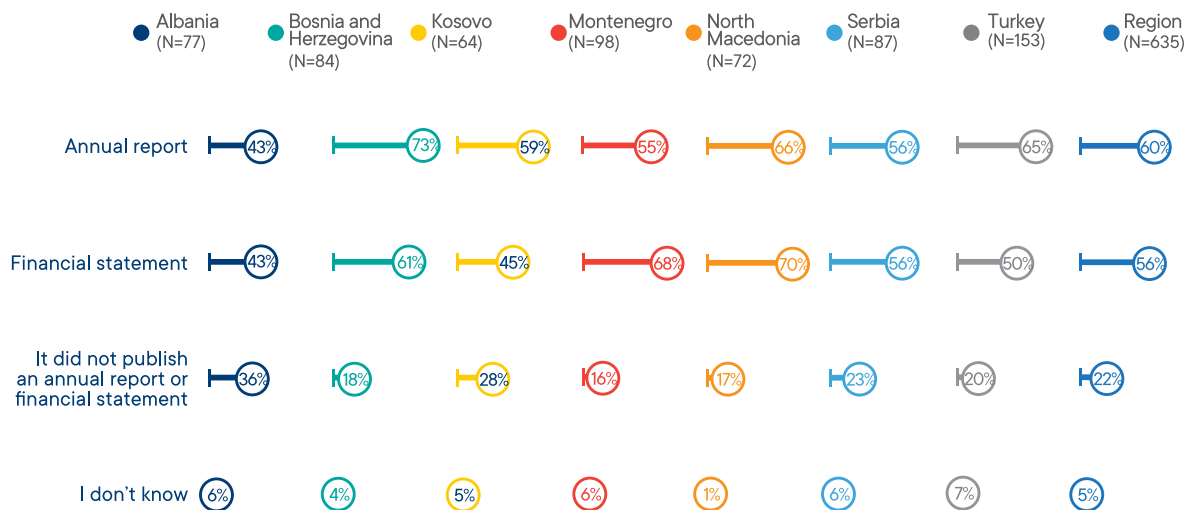 Albania
(N=77)
Bosnia and
Herzegovina
(N=84)
Kosovo
(N=64)
Montenegro
(N=98)
North
Macedonia
(N=72)
Serbia
(N=87)
Turkey
(N=153)
Region
(N=635)
Annual report 43% 73% 59% 55% 66% 56% 65% 60%
Financial statement 43% 61% 45% 68% 70% 56% 50% 56%
It did not publish
an annual report or 36% 18% 28% 16% 17% 23% 20% 22%
financial statement
I don't know 6% 4% 5% 6% 1% 6% 7% 5%